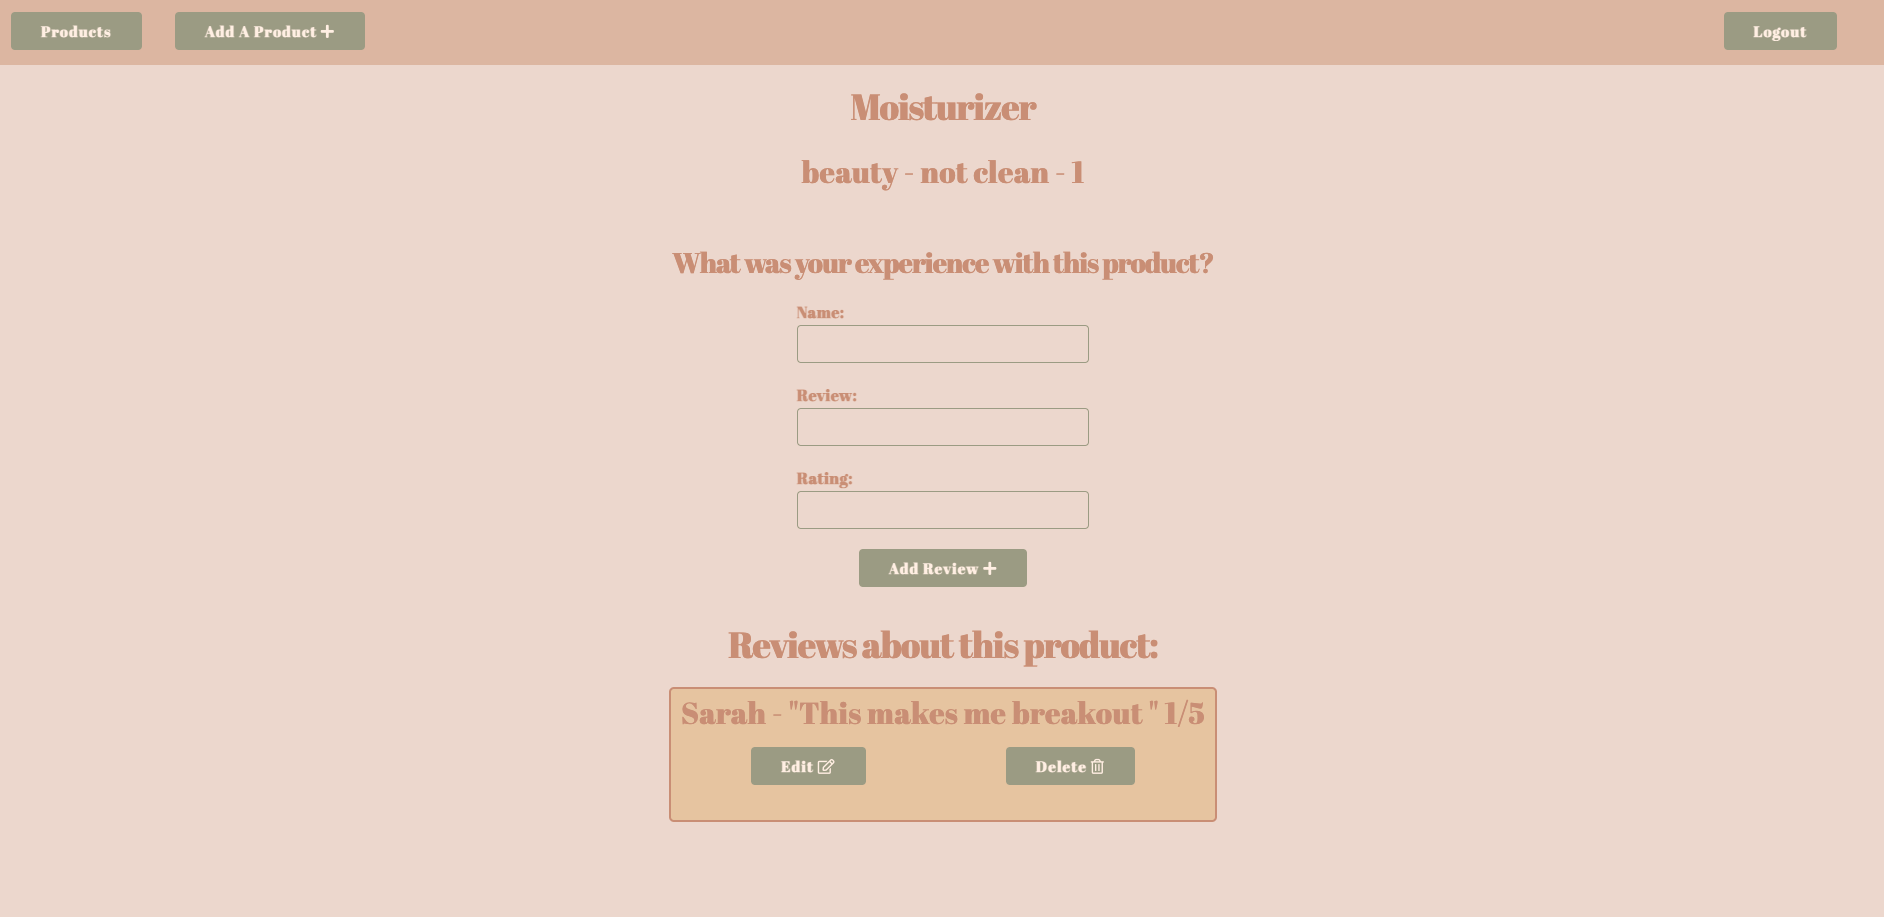 Products Add A Product Logout
Moisturizer
beauty - not clean - 1
What was your experience with this product?
Name:
Review:
Rating:
Add Review
Reviews about this product:
Sarah - "This makes me breakout " 1/5
Edit Delete